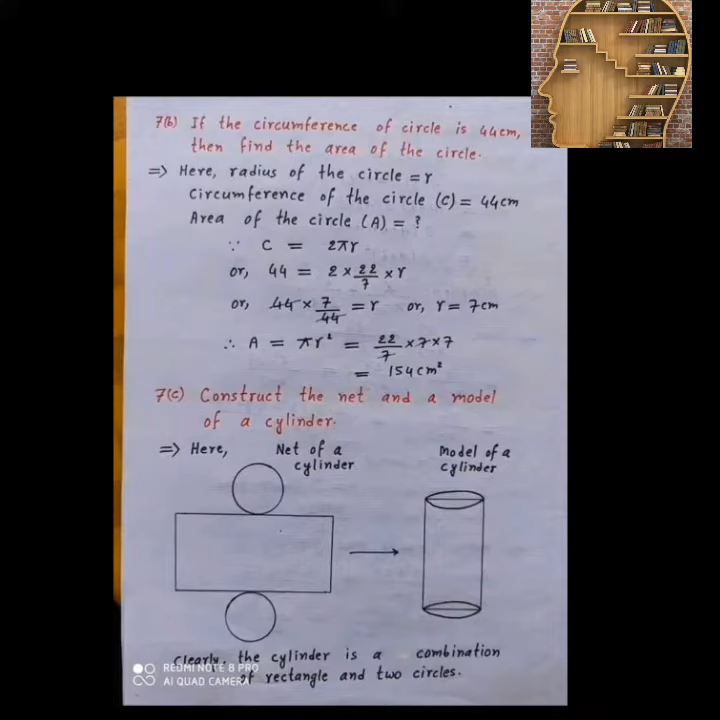 7(b) If the circumference of circle is 44cm,
then find the area of the circle.
=> Here, radius of the circle = r
Circumference of the circle (C) = 44cm
Area of the circle (A) = ?
∵ C = 2πr
or, 44 = 2 × 22/7 × r
or, 44 × 7/44 = r or, r = 7cm
∴ A = πr² = 22/7 × 7 × 7
= 154cm²
7(c) Construct the net and a model
of a cylinder.
=> Here, Net of a cylinder
Model of a cylinder
Clearly, the cylinder is a combination
of rectangle and two circles.
REDMI NOTE 8 PRO
AI QUAD CAMERA